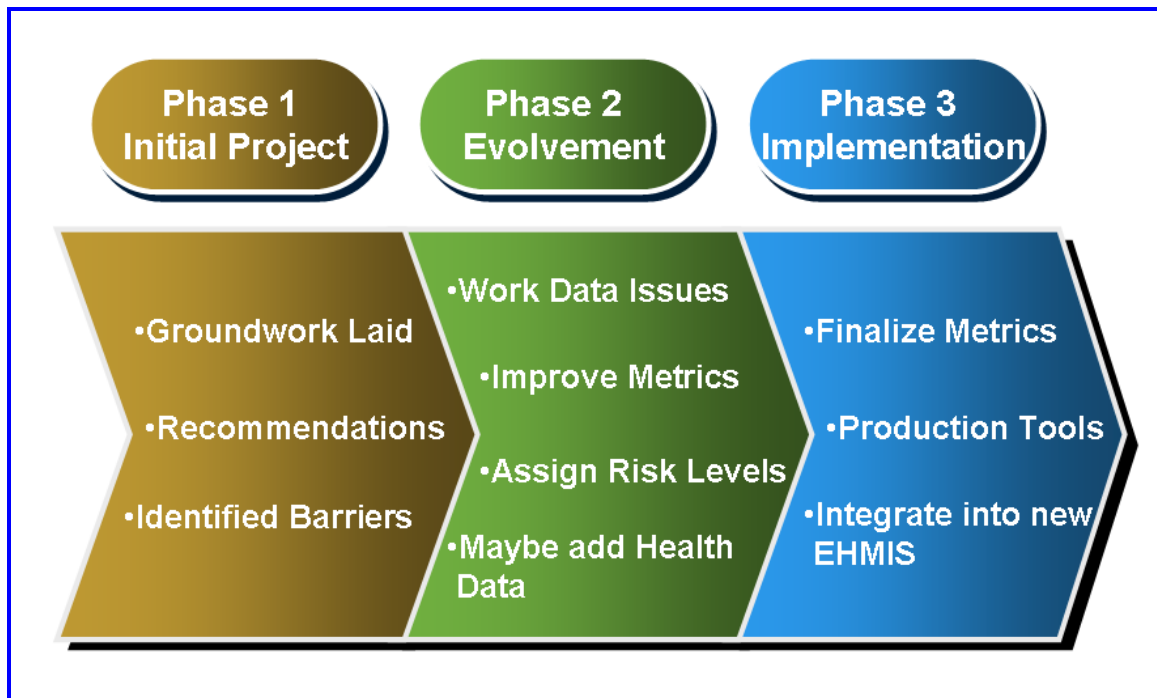 Phase 1
Initial Project
Phase 2
Evolvement
Phase 3
Implementation
•Groundwork Laid
•Recommendations
•Identified Barriers
•Work Data Issues
•Improve Metrics
•Assign Risk Levels
•Maybe add Health
Data
•Finalize Metrics
•Production Tools
•Integrate into new
EHMIS